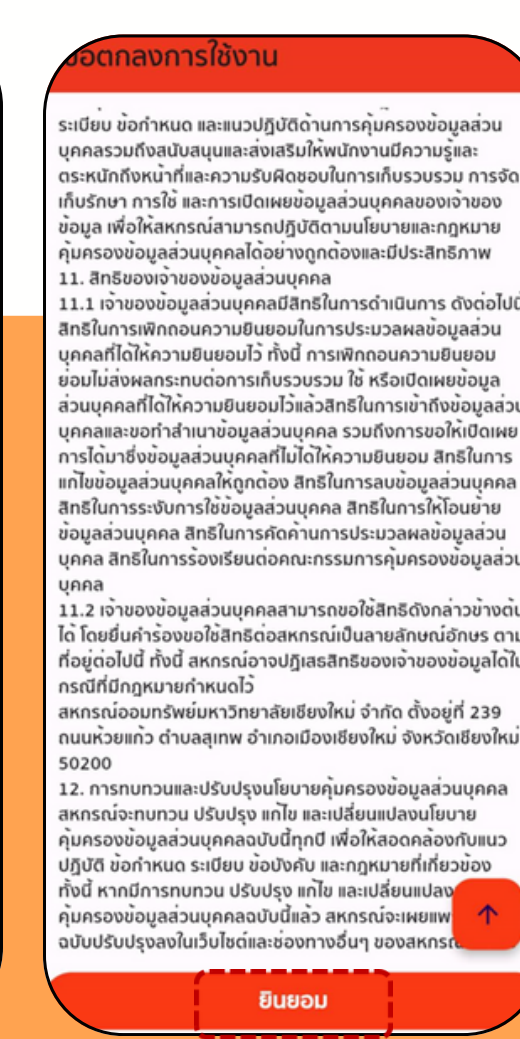 ข้อตกลงการใช้งาน
ระเบียบ ข้อกำหนด และแนวปฏิบัติด้านการคุ้มครองข้อมูลส่วน
บุคคลรวมถึงสนับสนุนและส่งเสริมให้พนักงานมีความรู้และ
ตระหนักถึงหน้าที่และความรับผิดชอบในการเก็บรวบรวม การจัด
เก็บรักษา การใช้ และการเปิดเผยข้อมูลส่วนบุคคลของเจ้าของ
ข้อมูล เพื่อให้สหกรณ์สามารถปฏิบัติตามนโยบายและกฎหมาย
คุ้มครองข้อมูลส่วนบุคคลได้อย่างถูกต้องและมีประสิทธิภาพ
11. สิทธิของเจ้าของข้อมูลส่วนบุคคล
11.1 เจ้าของข้อมูลส่วนบุคคลมีสิทธิในการดำเนินการ ดังต่อไปนี้
สิทธิในการเพิกถอนความยินยอมในการประมวลผลข้อมูลส่วน
บุคคลที่ได้ให้ความยินยอมไว้ ทั้งนี้ การเพิกถอนความยินยอม
ย่อมไม่ส่งผลกระทบต่อการเก็บรวบรวม ใช้ หรือเปิดเผยข้อมูล
ส่วนบุคคลที่ได้ให้ความยินยอมไว้แล้วสิทธิในการเข้าถึงข้อมูลส่วน
บุคคลและขอทำสำเนาข้อมูลส่วนบุคคล รวมถึงการขอให้เปิดเผย
การได้มาซึ่งข้อมูลส่วนบุคคลที่ไม่ได้ให้ความยินยอม สิทธิในการ
แก้ไขข้อมูลส่วนบุคคลให้ถูกต้อง สิทธิในการลบข้อมูลส่วนบุคคล
สิทธิในการระงับการใช้ข้อมูลส่วนบุคคล สิทธิในการให้โอนย้าย
ข้อมูลส่วนบุคคล สิทธิในการคัดค้านการประมวลผลข้อมูลส่วน
บุคคล สิทธิในการร้องเรียนต่อคณะกรรมการคุ้มครองข้อมูลส่วน
บุคคล
11.2 เจ้าของข้อมูลส่วนบุคคลสามารถขอใช้สิทธิดังกล่าวข้างต้น
ได้ โดยยื่นคำร้องขอใช้สิทธิต่อสหกรณ์เป็นลายลักษณ์อักษร ตาม
ที่อยู่ต่อไปนี้ ทั้งนี้ สหกรณ์อาจปฏิเสธสิทธิของเจ้าของข้อมูลได้ใน
กรณีที่มีกฎหมายกำหนดไว้
สหกรณ์ออมทรัพย์มหาวิทยาลัยเชียงใหม่ จำกัด ตั้งอยู่ที่ 239
ถนนห้วยแก้ว ตำบลสุเทพ อำเภอเมืองเชียงใหม่ จังหวัดเชียงใหม่
50200
12. การทบทวนและปรับปรุงนโยบายคุ้มครองข้อมูลส่วนบุคคล
สหกรณ์จะทบทวน ปรับปรุง แก้ไข และเปลี่ยนแปลงนโยบาย
คุ้มครองข้อมูลส่วนบุคคลฉบับนี้ทุกปี เพื่อให้สอดคล้องกับแนว
ปฏิบัติ ข้อกำหนด ระเบียบ ข้อบังคับ และกฎหมายที่เกี่ยวข้อง
ทั้งนี้ หากมีการทบทวน ปรับปรุง แก้ไข และเปลี่ยนแปลง
คุ้มครองข้อมูลส่วนบุคคลฉบับนี้แล้ว สหกรณ์จะเผยแพ
ฉบับปรับปรุงลงในเว็บไซต์และช่องทางอื่นๆ ของสหกรณ์
ยินยอม